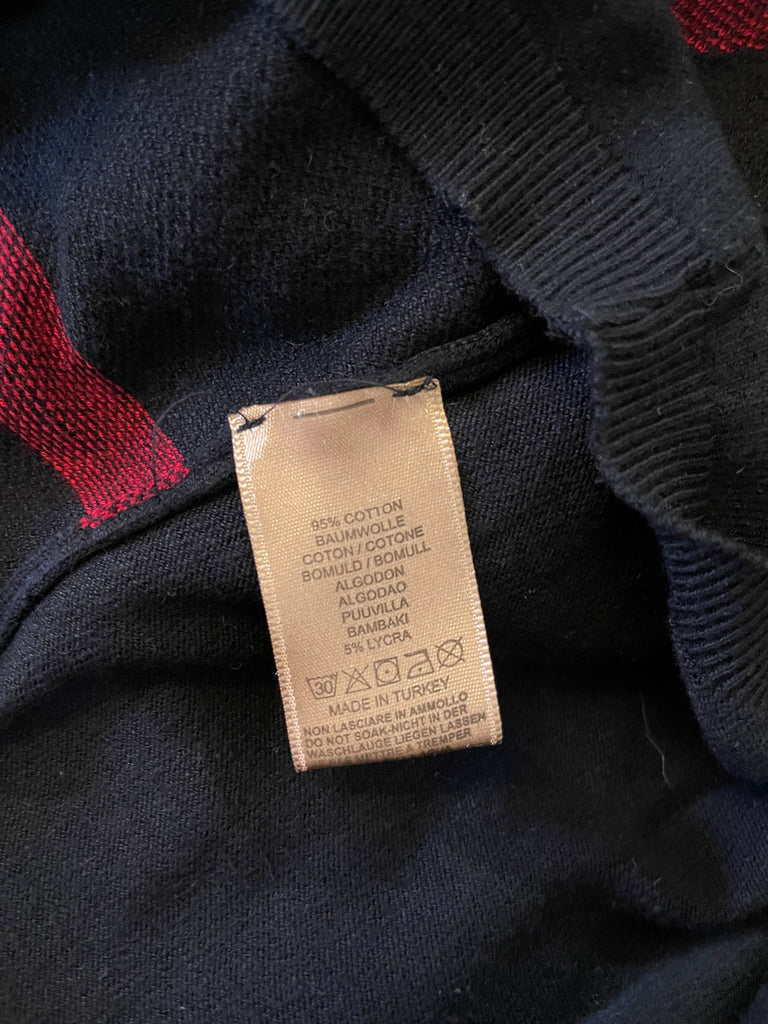 95% COTTON
BAUMWOLLE
COTON / COTONE
BOMULD / BOMULL
ALGODON
ALGODAO
PUUVILLA
BAMBAKI
5% LYCRA
30
MADE IN TURKEY
NON LASCIARE IN AMMOLLO
DO NOT SOAK-NICHT IN DER
WASCHLAUGE LIEGEN LASSEN
A TREMPER